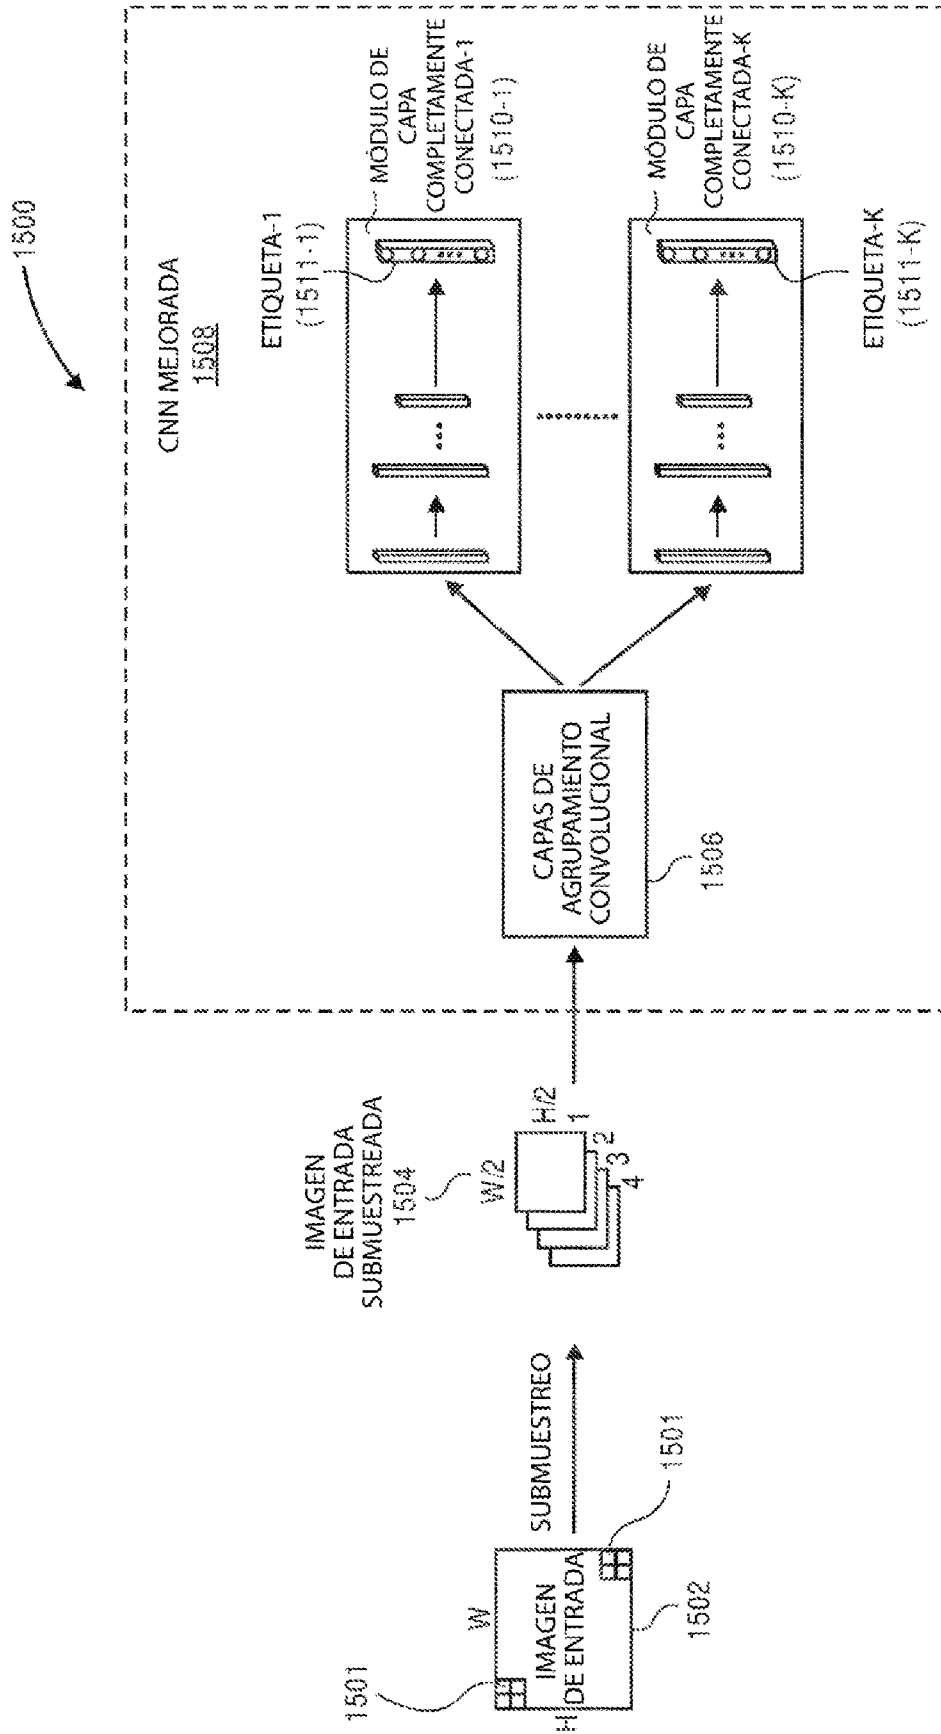 1500
CNN MEJORADA
1508
IMAGEN
DE ENTRADA
SUBMUESTREADA
1504
W/2
H/2
1
2
3
4
1501
W
H
IMAGEN
DE ENTRADA
1501
1502
SUBMUESTREO
CAPAS DE
AGRUPAMIENTO
CONVOLUCIONAL
1506
ETIQUETA-1
(1511-1)
MÓDULO DE
CAPA
COMPLETAMENTE
CONECTADA-1
(1510-1)
MÓDULO DE
CAPA
COMPLETAMENTE
CONECTADA-K
(1510-K)
ETIQUETA-K
(1511-K)